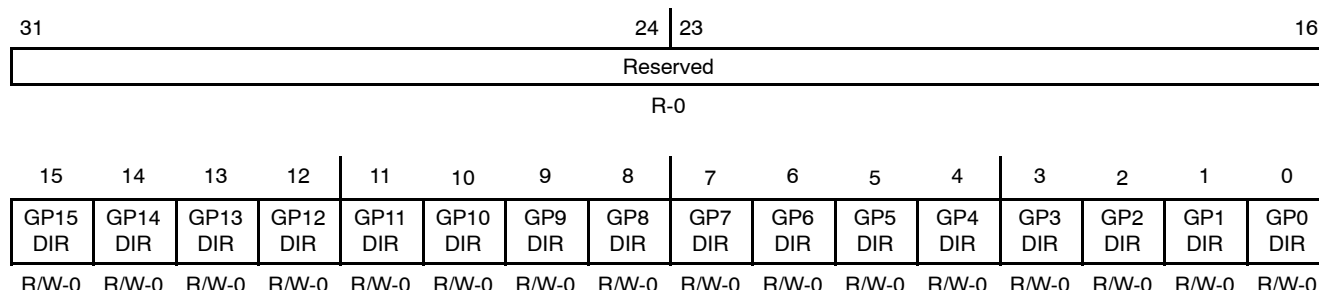 31 24 23 16
Reserved
R-0
15 14 13 12 11 10 9 8 7 6 5 4 3 2 1 0
GP15 GP14 GP13 GP12 GP11 GP10 GP9 GP8 GP7 GP6 GP5 GP4 GP3 GP2 GP1 GP0
DIR DIR DIR DIR DIR DIR DIR DIR DIR DIR DIR DIR DIR DIR DIR DIR
R/W-0 R/W-0 R/W-0 R/W-0 R/W-0 R/W-0 R/W-0 R/W-0 R/W-0 R/W-0 R/W-0 R/W-0 R/W-0 R/W-0 R/W-0 R/W-0